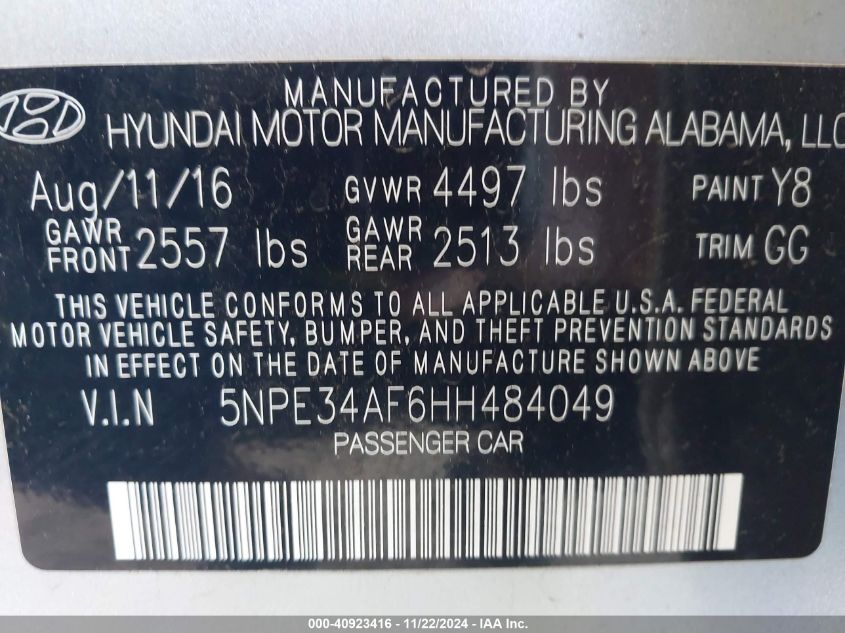 MANUFACTURED BY
HYUNDAI MOTOR MANUFACTURING ALABAMA, LLC
Aug/11/16 GVWR 4497 lbs PAINT Y8
GAWR FRONT 2557 lbs GAWR REAR 2513 lbs TRIM GG
THIS VEHICLE CONFORMS TO ALL APPLICABLE U.S.A. FEDERAL
MOTOR VEHICLE SAFETY, BUMPER, AND THEFT PREVENTION STANDARDS
IN EFFECT ON THE DATE OF MANUFACTURE SHOWN ABOVE
V.I.N 5NPE34AF6HH484049
PASSENGER CAR
000-40923416 - 11/22/2024 - IAA Inc.